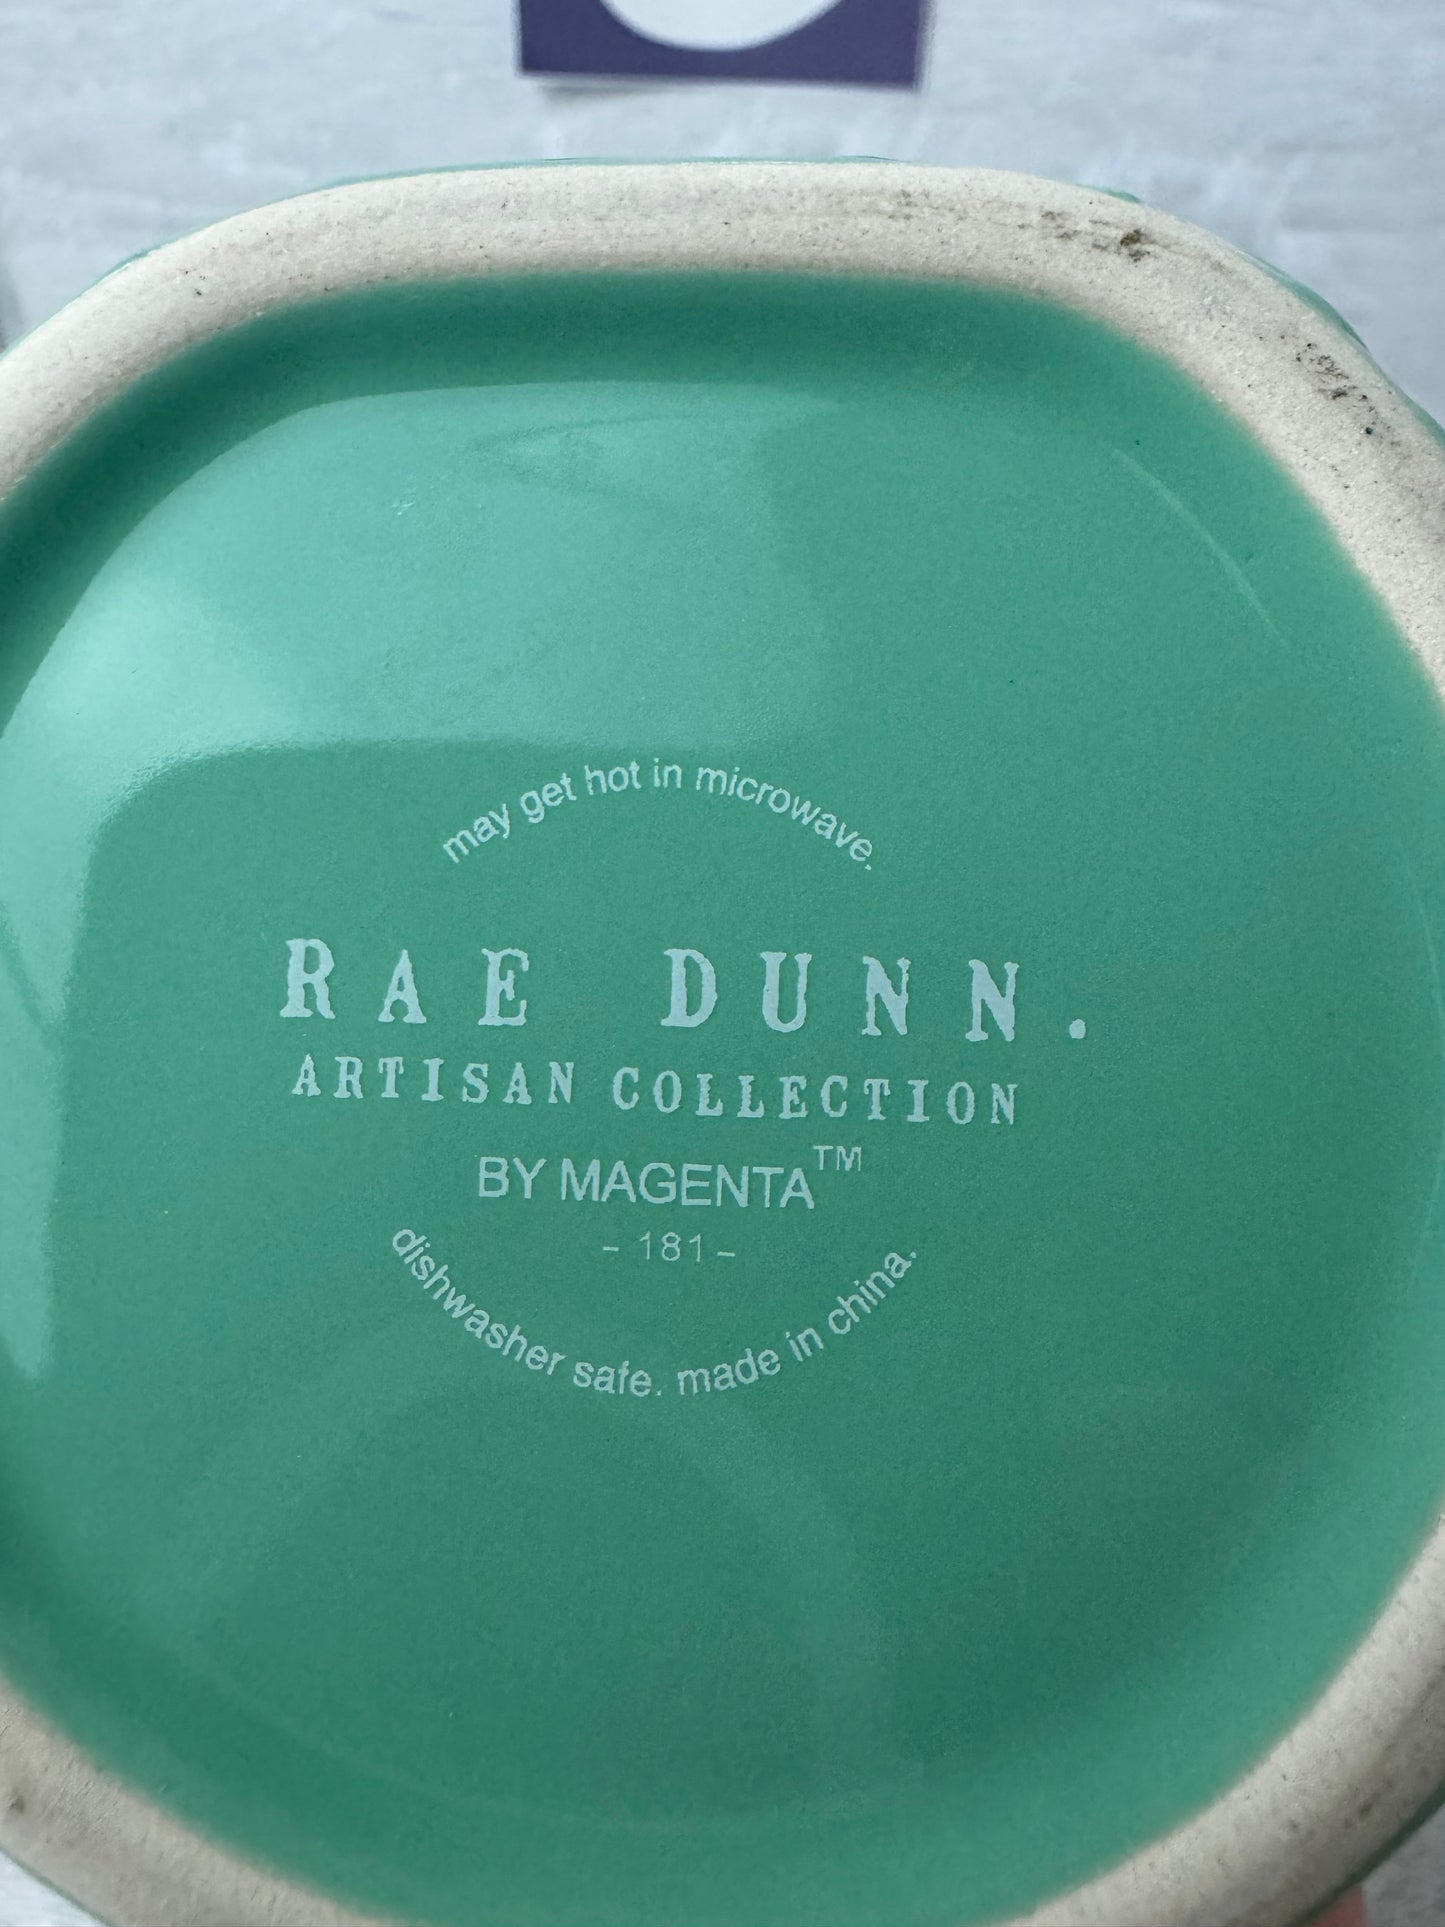 may get hot in microwave.
RAE DUNN.
ARTISAN COLLECTION
BY MAGENTA™
- 181 -
dishwasher safe. made in china.